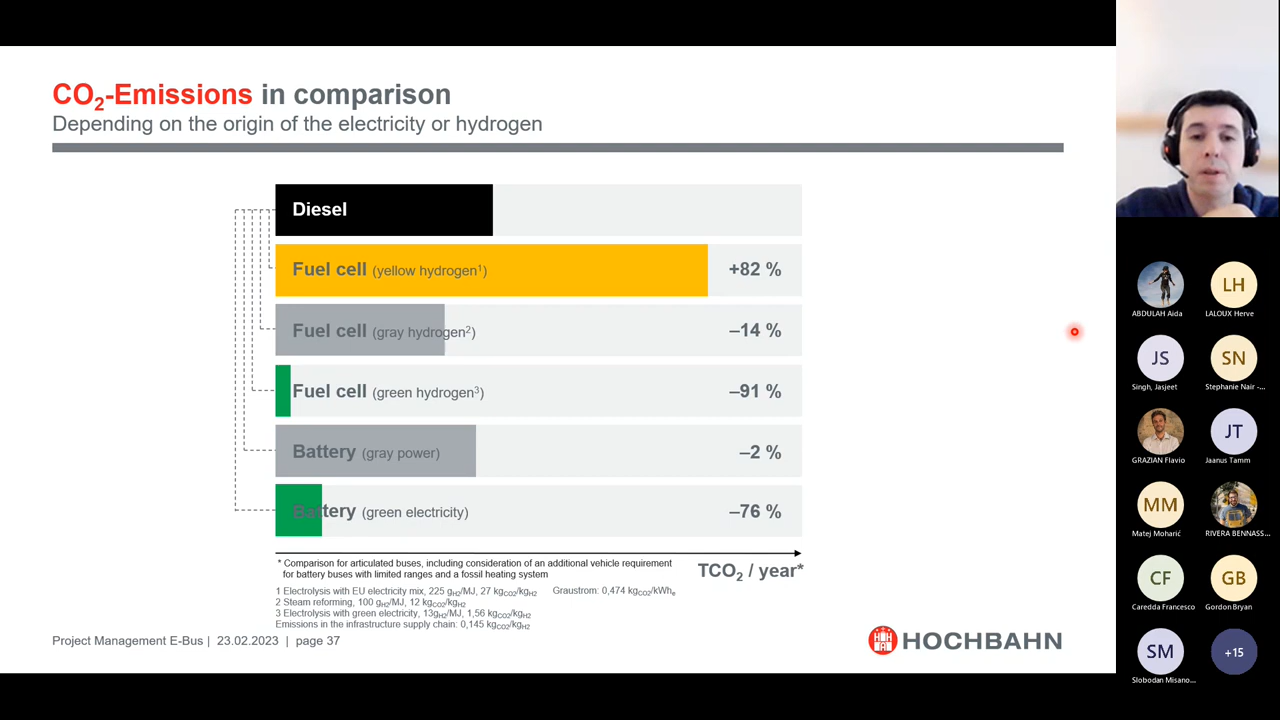 CO2-Emissions in comparison
Depending on the origin of the electricity or hydrogen
Diesel
Fuel cell (yellow hydrogen1) +82 %
Fuel cell (gray hydrogen2) –14 %
Fuel cell (green hydrogen3) –91 %
Battery (gray power) –2 %
Battery (green electricity) –76 %
TCO2 / year*
* Comparison for articulated buses, including consideration of an additional vehicle requirement
for battery buses with limited ranges and a fossil heating system
1 Electrolysis with EU electricity mix, 225 gH2/MJ, 27 kgCO2/kgH2 Graustrom: 0,474 kgCO2/kWhe
2 Steam reforming, 100 gH2/MJ, 12 kgCO2/kgH2
3 Electrolysis with green electricity, 13gH2/MJ, 1,56 kgCO2/kgH2
Emissions in the infrastructure supply chain: 0,145 kgCO2/kgH2
Project Management E-Bus | 23.02.2023 | page 37
HOCHBAHN
LH
ABDULAH Aida LALOUX Herve
JS SN
Singh, Jasjeet Stephanie Nair -...
JT
GRAZIAN Flavio Jaanus Tamm
MM
Matej Moharić RIVERA BENNASS...
CF GB
Caredda Francesco Gordon Bryan
SM +15
Slobodan Misano...